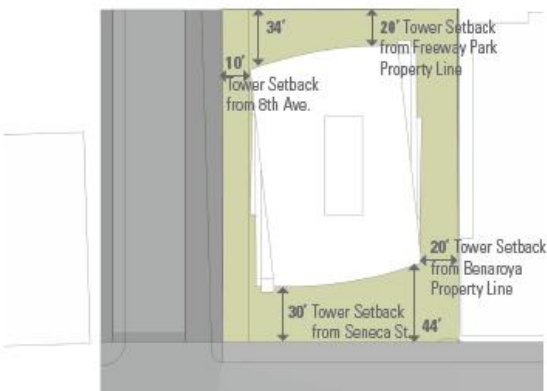 34'
20' Tower Setback
from Freeway Park
Property Line
10'
Tower Setback
from 8th Ave.
20' Tower Setback
from Benaroya
Property Line
30' Tower Setback
from Seneca St.
44'